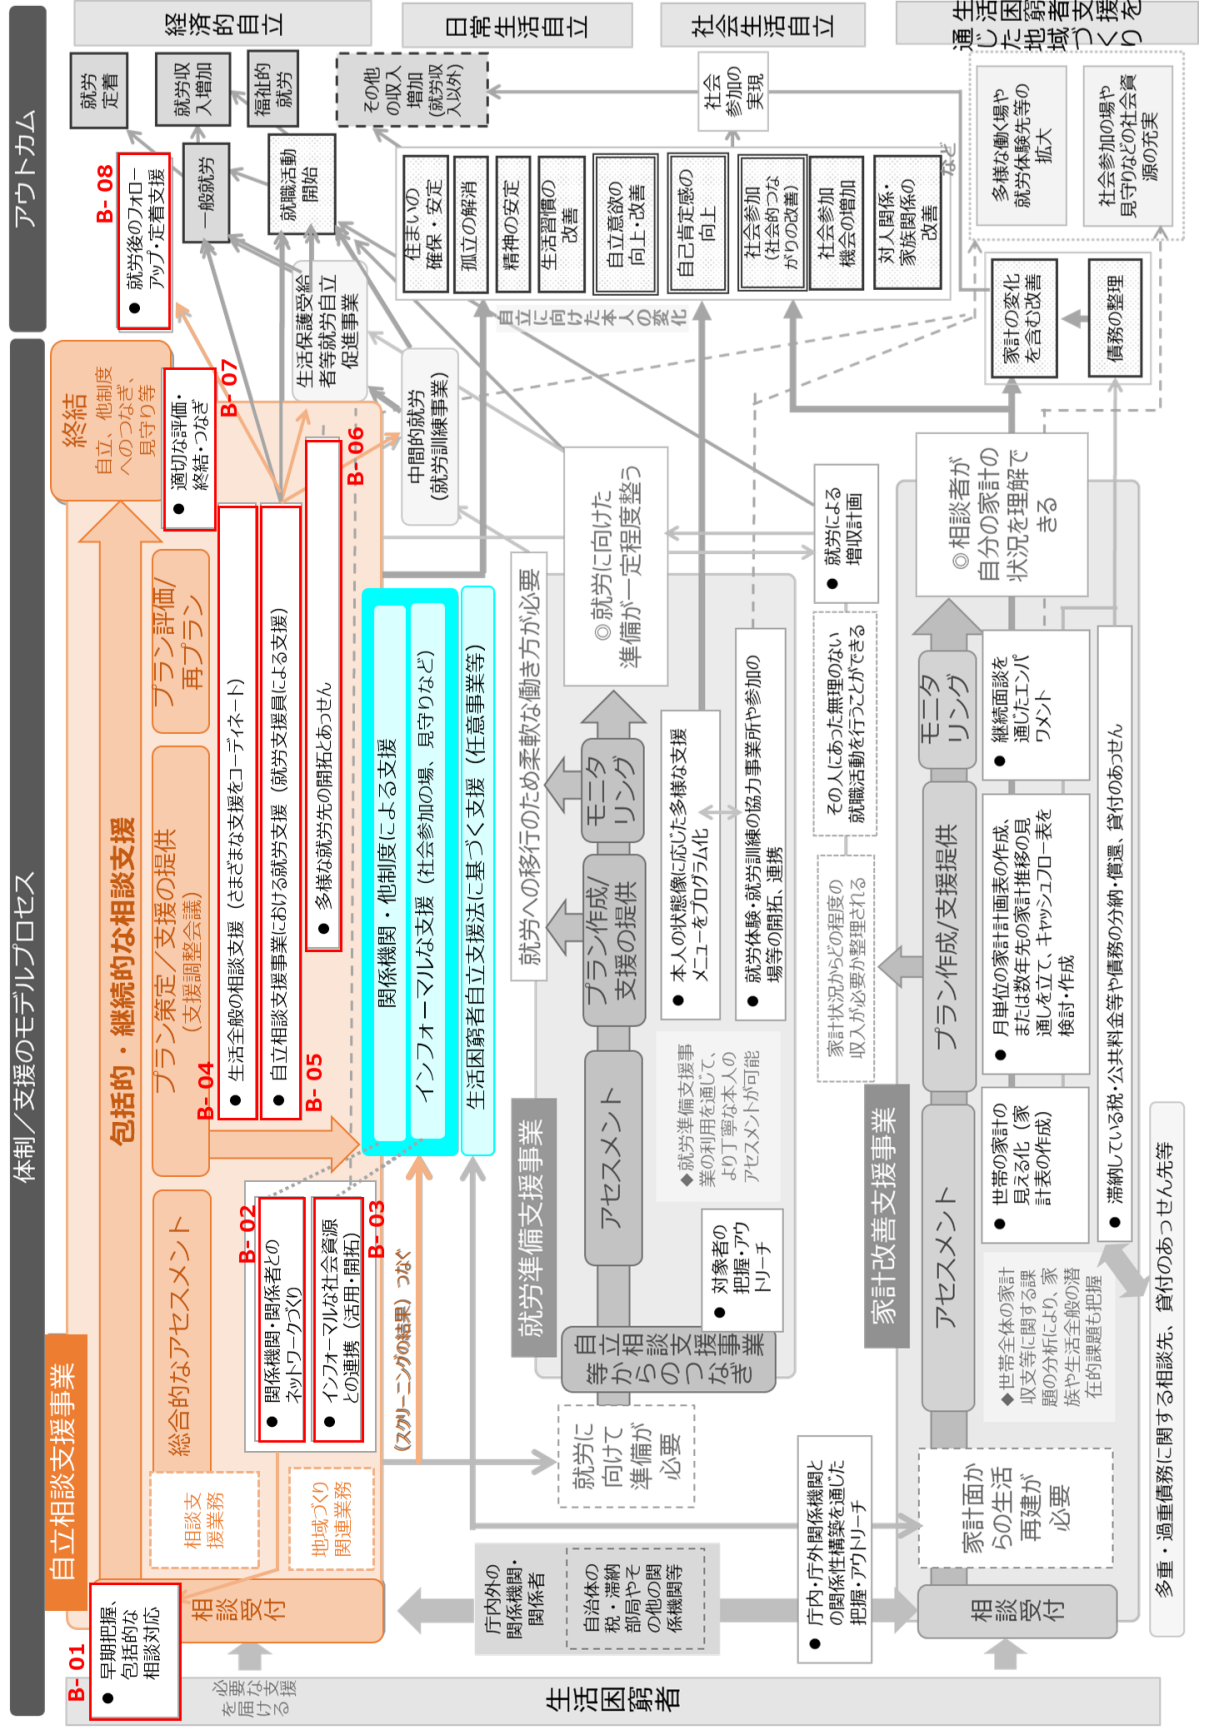 体制／支援のモデルプロセス
アウトカム
自立相談支援事業
包括的・継続的な相談支援
B- 01
● 早期把握、
包括的な
相談対応
相談受付
相談支
援業務
地域づくり
関連業務
総合的なアセスメント
プラン策定／支援の提供
（支援調整会議）
プラン評価/
再プラン
終結
自立、他制度
へのつなぎ、
見守り等
B- 02
● 関係機関・関係者との
ネットワークづくり
B- 03
● インフォーマルな社会資源
との連携（活用・開拓）
B- 04
● 生活全般の相談支援（さまざまな支援をコーディネート）
B- 05
● 自立相談支援事業における就労支援（就労支援員による支援）
B- 06
● 多様な就労先の開拓とあっせん
B- 07
● 適切な評価・
終結・つなぎ
B- 08
● 就労後のフォロー
アップ・定着支援
関係機関・他制度による支援
インフォーマルな支援（社会参加の場、見守りなど）
生活困窮者自立支援法に基づく支援（任意事業等）
（スクリーニングの結果）つなぐ
必要な支援
を届ける
生活困窮者
庁内外の
関係機関・
関係者
自治体の
税・滞納
部局やそ
の他の関
係機関等
● 庁内・庁外関係機関と
の関係性構築を通じた
把握・アウトリーチ
就労準備支援事業
就労に
向けて
準備が
必要
自立相談支援事業
等からのつなぎ
アセスメント
プラン作成/
支援の提供
モニタ
リング
● 対象者の
把握・アウ
トリーチ
◆就労準備支援事
業の利用を通じて、
より丁寧な本人の
アセスメントが可能
● 本人の状態像に応じた多様な支援
メニューをプログラム化
● 就労体験・就労訓練の協力事業所や参加の
場等の開拓、連携
就労への移行のため柔軟な働き方が必要
◎就労に向けた
準備が一定程度整う
中間的就労
（就労訓練事業）
生活保護受給
者等就労自立
促進事業
家計改善支援事業
家計面か
らの生活
再建が
必要
相談受付
アセスメント
プラン作成/支援提供
モニタ
リング
家計状況からどの程度の
収入が必要か整理される
その人にあった無理のない
就職活動を行うことができる
● 就労による
増収計画
◎相談者が
自分の家計の
状況を理解で
きる
◆世帯全体の家計
収支等に関する課
題の分析により、家
族や生活全般の潜
在的課題も把握
● 世帯の家計の
見える化（家
計表の作成）
● 月単位の家計計画表の作成、
または数年先の家計推移の見
通しを立て、キャッシュフロー表を
検討・作成
● 継続面談を
通じたエンパ
ワメント
● 滞納している税・公共料金等や債務の分納・償還、貸付のあっせん
多重・過重債務に関する相談先、貸付のあっせん先等
就労
定着
就労収
入増加
福祉的
就労
一般就労
就職活動
開始
その他
の収入
増加
(就労収
入以外)
社会
参加の
実現
住まいの
確保・安定
孤立の解消
精神の安定
生活習慣の
改善
自立意欲の
向上・改善
自己肯定感の
向上
社会参加
(社会的つな
がりの改善)
社会参加
機会の増加
対人関係・
家族関係の
改善
など
自立に向けた本人の変化
家計の変化
を含む改善
債務の整理
多様な働く場や
就労体験先等の
拡大
社会参加の場や
見守りなどの社会資
源の充実
経済的自立
日常生活自立
社会生活自立
生活困窮者支援を
通じた地域づくり